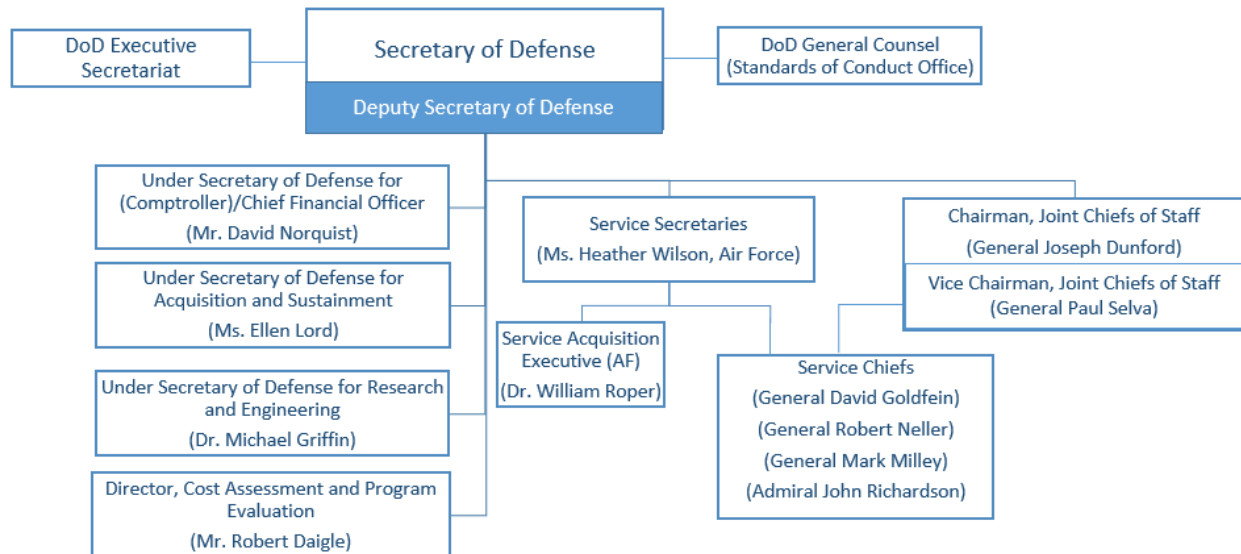 DoD Executive
Secretariat
Secretary of Defense
Deputy Secretary of Defense
DoD General Counsel
(Standards of Conduct Office)
Under Secretary of Defense for
(Comptroller)/Chief Financial Officer
(Mr. David Norquist)
Under Secretary of Defense for
Acquisition and Sustainment
(Ms. Ellen Lord)
Under Secretary of Defense for Research
and Engineering
(Dr. Michael Griffin)
Director, Cost Assessment and Program
Evaluation
(Mr. Robert Daigle)
Service Secretaries
(Ms. Heather Wilson, Air Force)
Service Acquisition
Executive (AF)
(Dr. William Roper)
Chairman, Joint Chiefs of Staff
(General Joseph Dunford)
Vice Chairman, Joint Chiefs of Staff
(General Paul Selva)
Service Chiefs
(General David Goldfein)
(General Robert Neller)
(General Mark Milley)
(Admiral John Richardson)